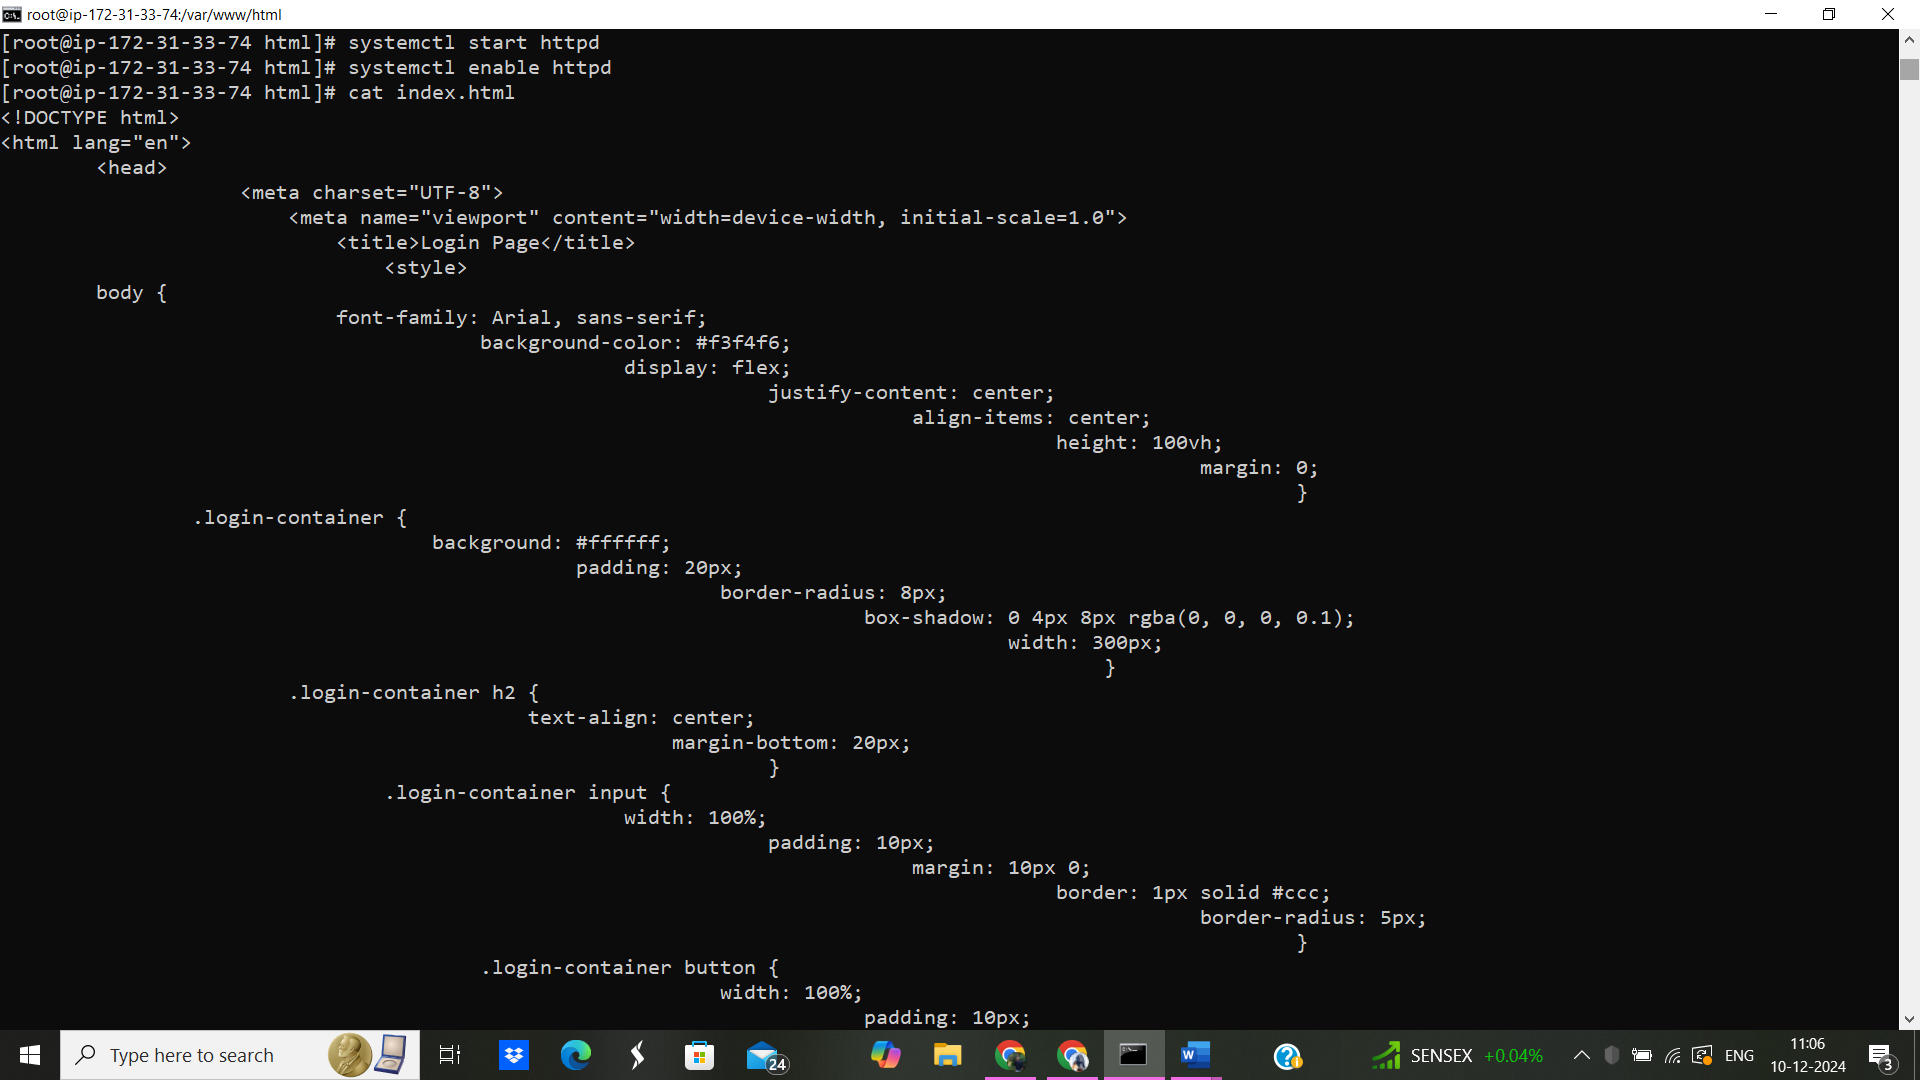 root@ip-172-31-33-74:/var/www/html
[root@ip-172-31-33-74 html]# systemctl start httpd
[root@ip-172-31-33-74 html]# systemctl enable httpd
[root@ip-172-31-33-74 html]# cat index.html
<!DOCTYPE html>
<html lang="en">
<head>
<meta charset="UTF-8">
<meta name="viewport" content="width=device-width, initial-scale=1.0">
<title>Login Page</title>
<style>
body {
font-family: Arial, sans-serif;
background-color: #f3f4f6;
display: flex;
justify-content: center;
align-items: center;
height: 100vh;
margin: 0;
}
.login-container {
background: #ffffff;
padding: 20px;
border-radius: 8px;
box-shadow: 0 4px 8px rgba(0, 0, 0, 0.1);
width: 300px;
}
.login-container h2 {
text-align: center;
margin-bottom: 20px;
}
.login-container input {
width: 100%;
padding: 10px;
margin: 10px 0;
border: 1px solid #ccc;
border-radius: 5px;
}
.login-container button {
width: 100%;
padding: 10px;
Type here to search
24
W
SENSEX +0.04%
ENG
11:06
10-12-2024
3